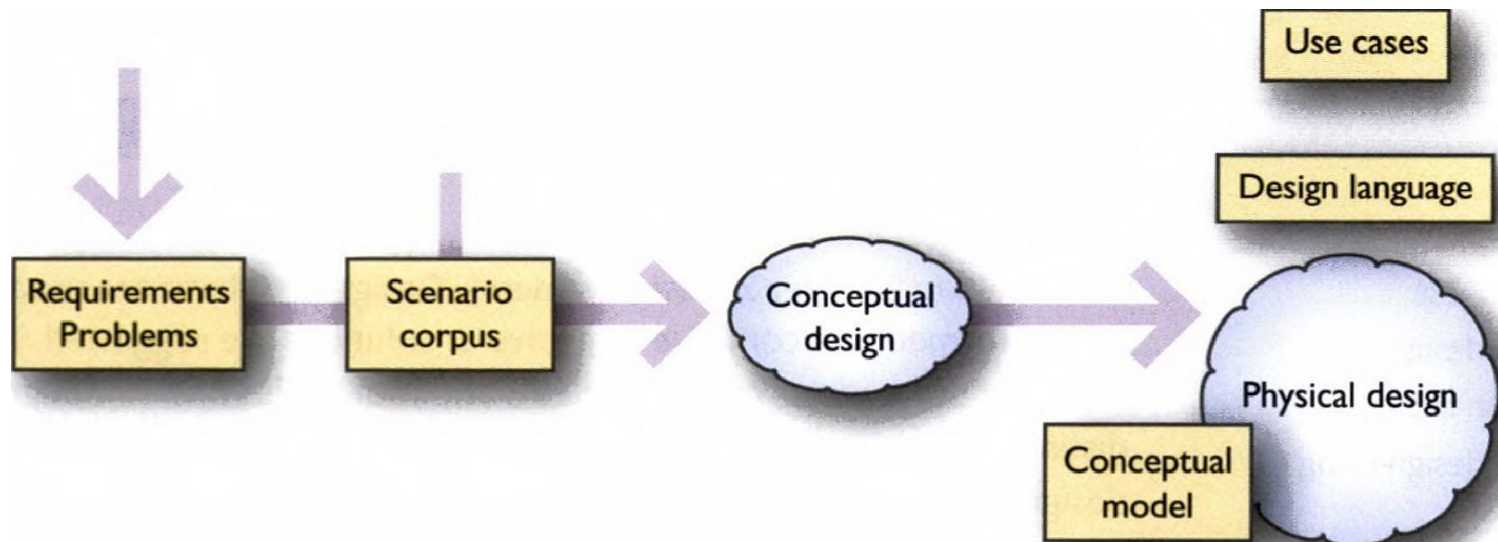 Use cases
Design language
Requirements
Problems
Scenario
corpus
Conceptual
design
Physical design
Conceptual
model